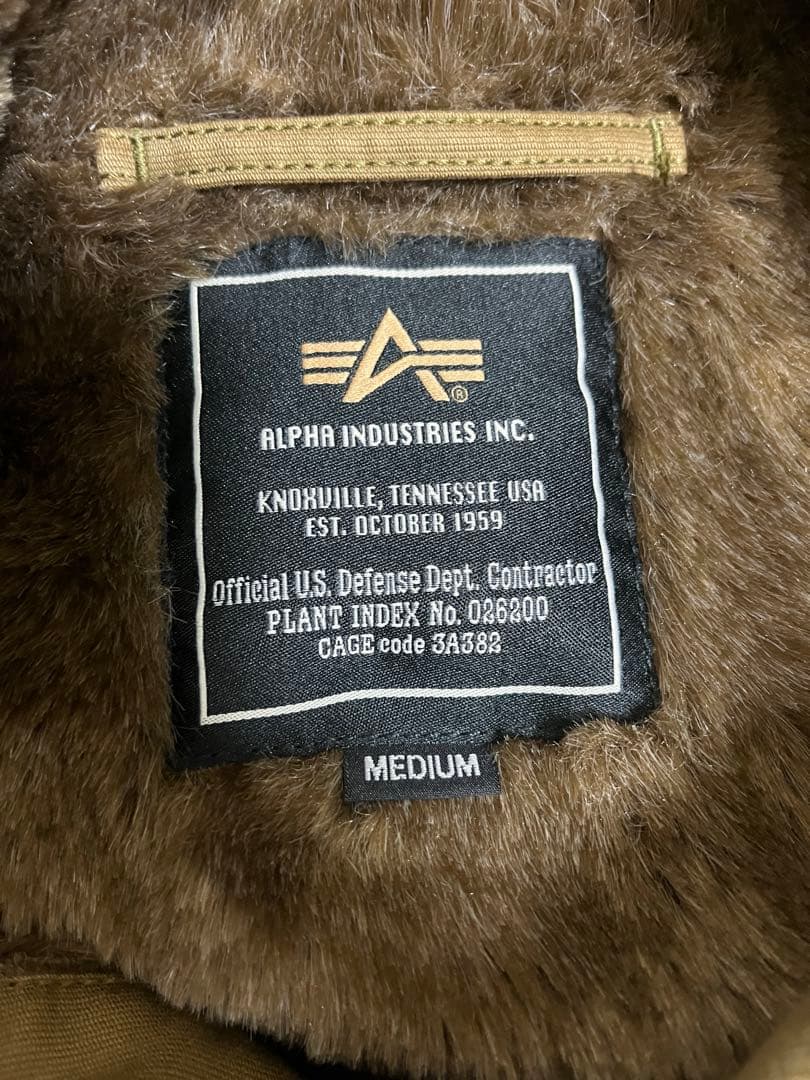 ALPHA INDUSTRIES INC.
KNOXVILLE, TENNESSEE USA
EST. OCTOBER 1959
Official U.S. Defense Dept. Contractor
PLANT INDEX No. 026200
CAGE code 3A382
MEDIUM